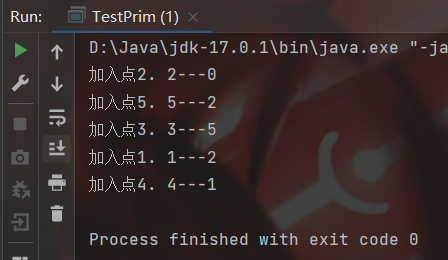 Run: TestPrim (1) ×
D:\Java\jdk-17.0.1\bin\java.exe "-ja
加入点2. 2---0
加入点5. 5---2
加入点3. 3---5
加入点1. 1---2
加入点4. 4---1
Process finished with exit code 0